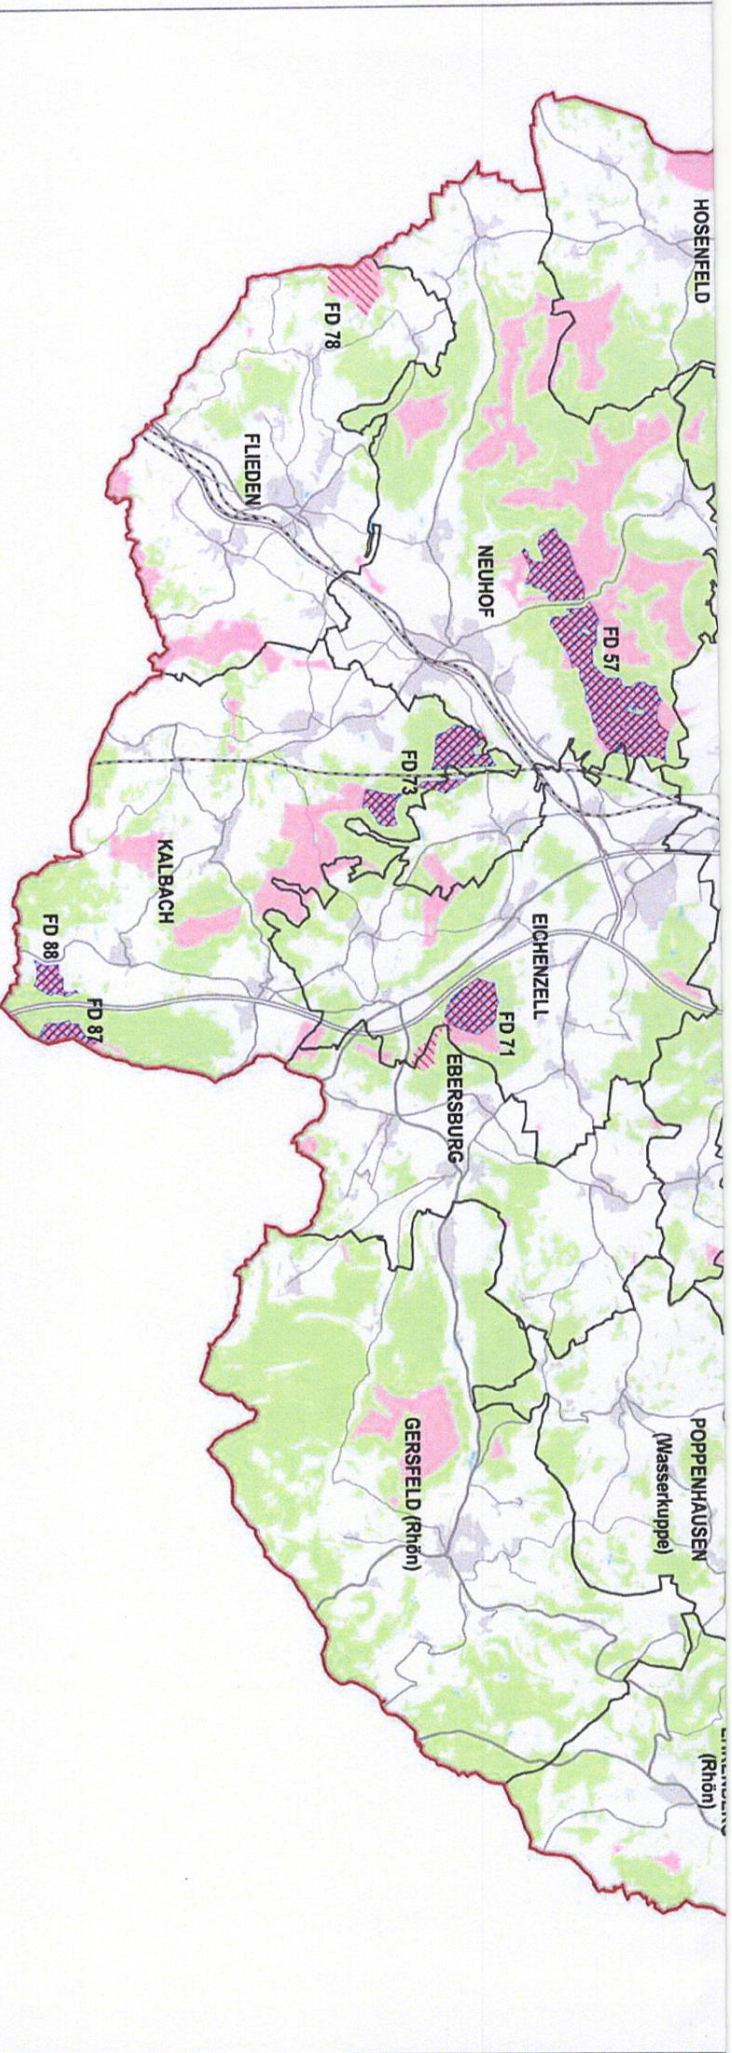 HOSENFELD
FD 78
FLIEDEN
NEUHOF
FD 57
FD 73
KALBACH
FD 88
FD 87
EICHENZELL
FD 71
EBERSBURG
GERSFELD (Rhön)
POPPENHAUSEN
(Wasserkuppe)
(Rhön)